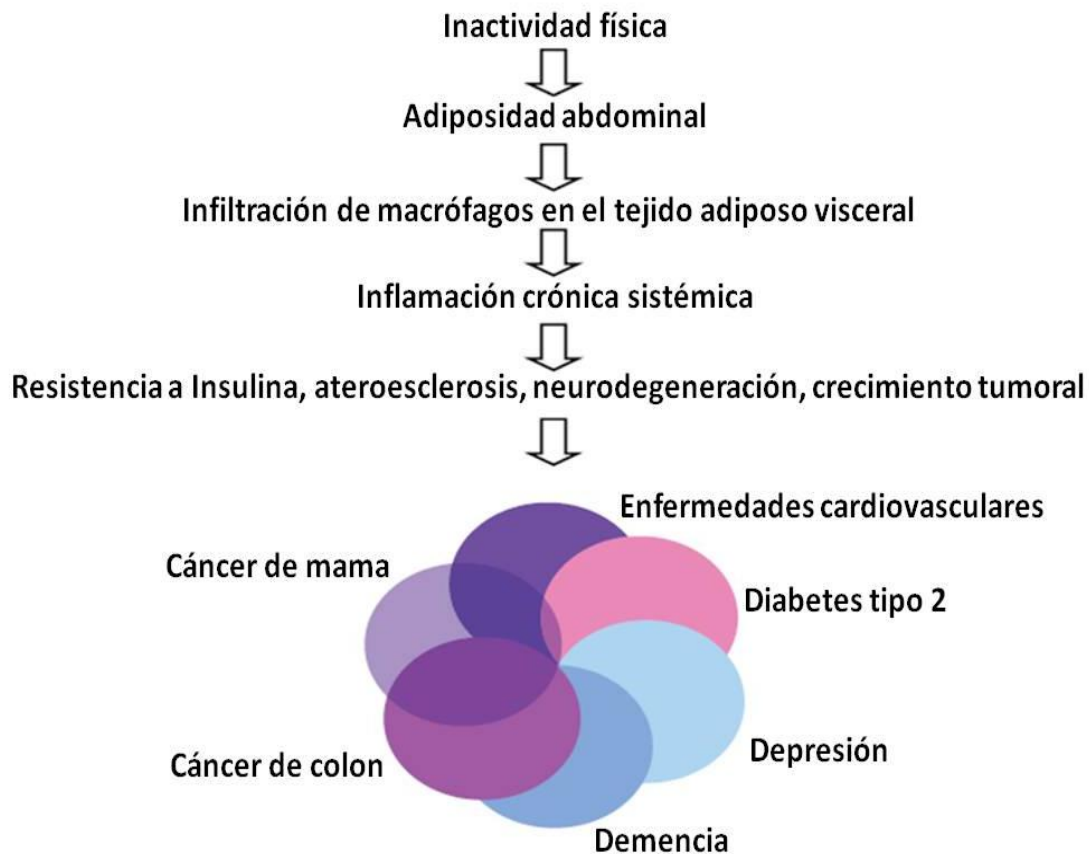 Inactividad física
Adiposidad abdominal
Infiltración de macrófagos en el tejido adiposo visceral
Inflamación crónica sistémica
Resistencia a Insulina, ateroesclerosis, neurodegeneración, crecimiento tumoral
Enfermedades cardiovasculares
Cáncer de mama
Diabetes tipo 2
Depresión
Cáncer de colon
Demencia